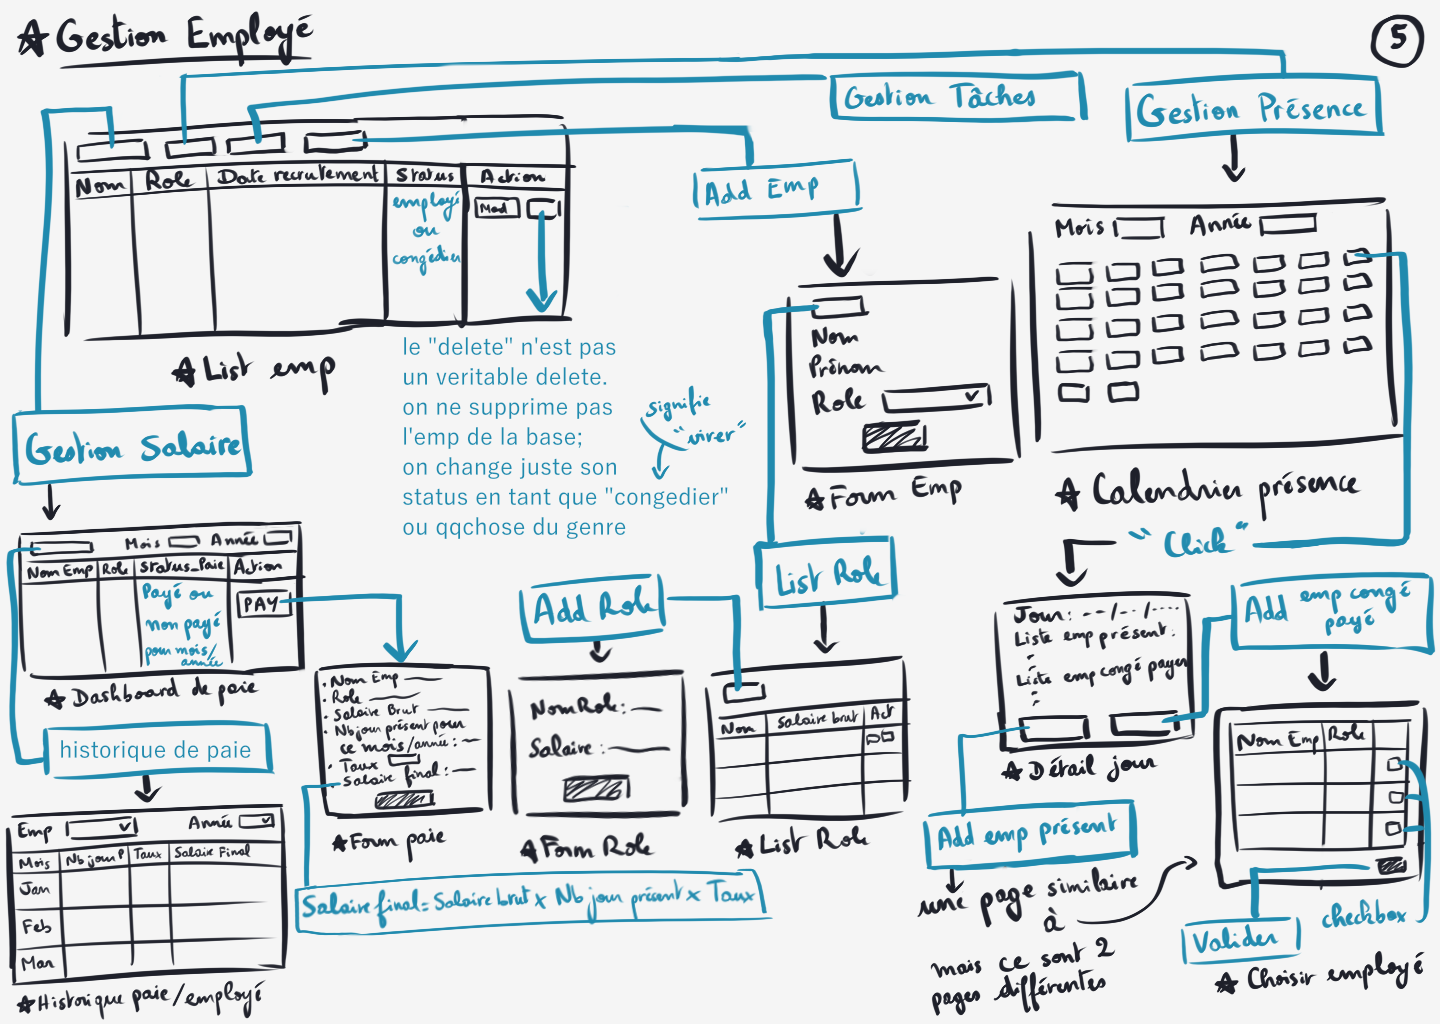 Gestion Employé
5
Gestion Tâches
Gestion Présence
Nom Role Date recrutement Status Action
employé
ou
congédier
Mod
List emp
Add Emp
le "delete" n'est pas
un veritable delete.
on ne supprime pas
l'emp de la base;
on change juste son
status en tant que "congedier"
ou qqchose du genre
signifie
"virer"
Nom
Prénom
Role
Form Emp
Mois Année
Calendrier présence
"Click"
Gestion Salaire
Mois Année
Nom Emp Role Status_Paie Action
Payé ou
non payé
pour mois/
année
PAY
Dashboard de paie
historique de paie
Emp Année
Mois Nb jour P Taux Salaire Final
Jan
Feb
Mar
Historique paie/employé
Nom Emp
Role
Salaire Brut
Nb jour présent pour
ce mois/année:
Taux
Salaire final:
Form paie
Salaire final = Salaire brut x Nb jour présent x Taux
Add Role
Nom Role:
Salaire:
Form Role
List Role
Nom Salaire brut Act
List Role
Jour: --/--/----
Liste emp présent:
-
-
Liste emp congé payer
-
-
Détail jour
Add emp congé
payé
Add emp présent
une page similaire
à
mais ce sont 2
pages différentes
Nom Emp Role
Valider
checkbox
Choisir employé